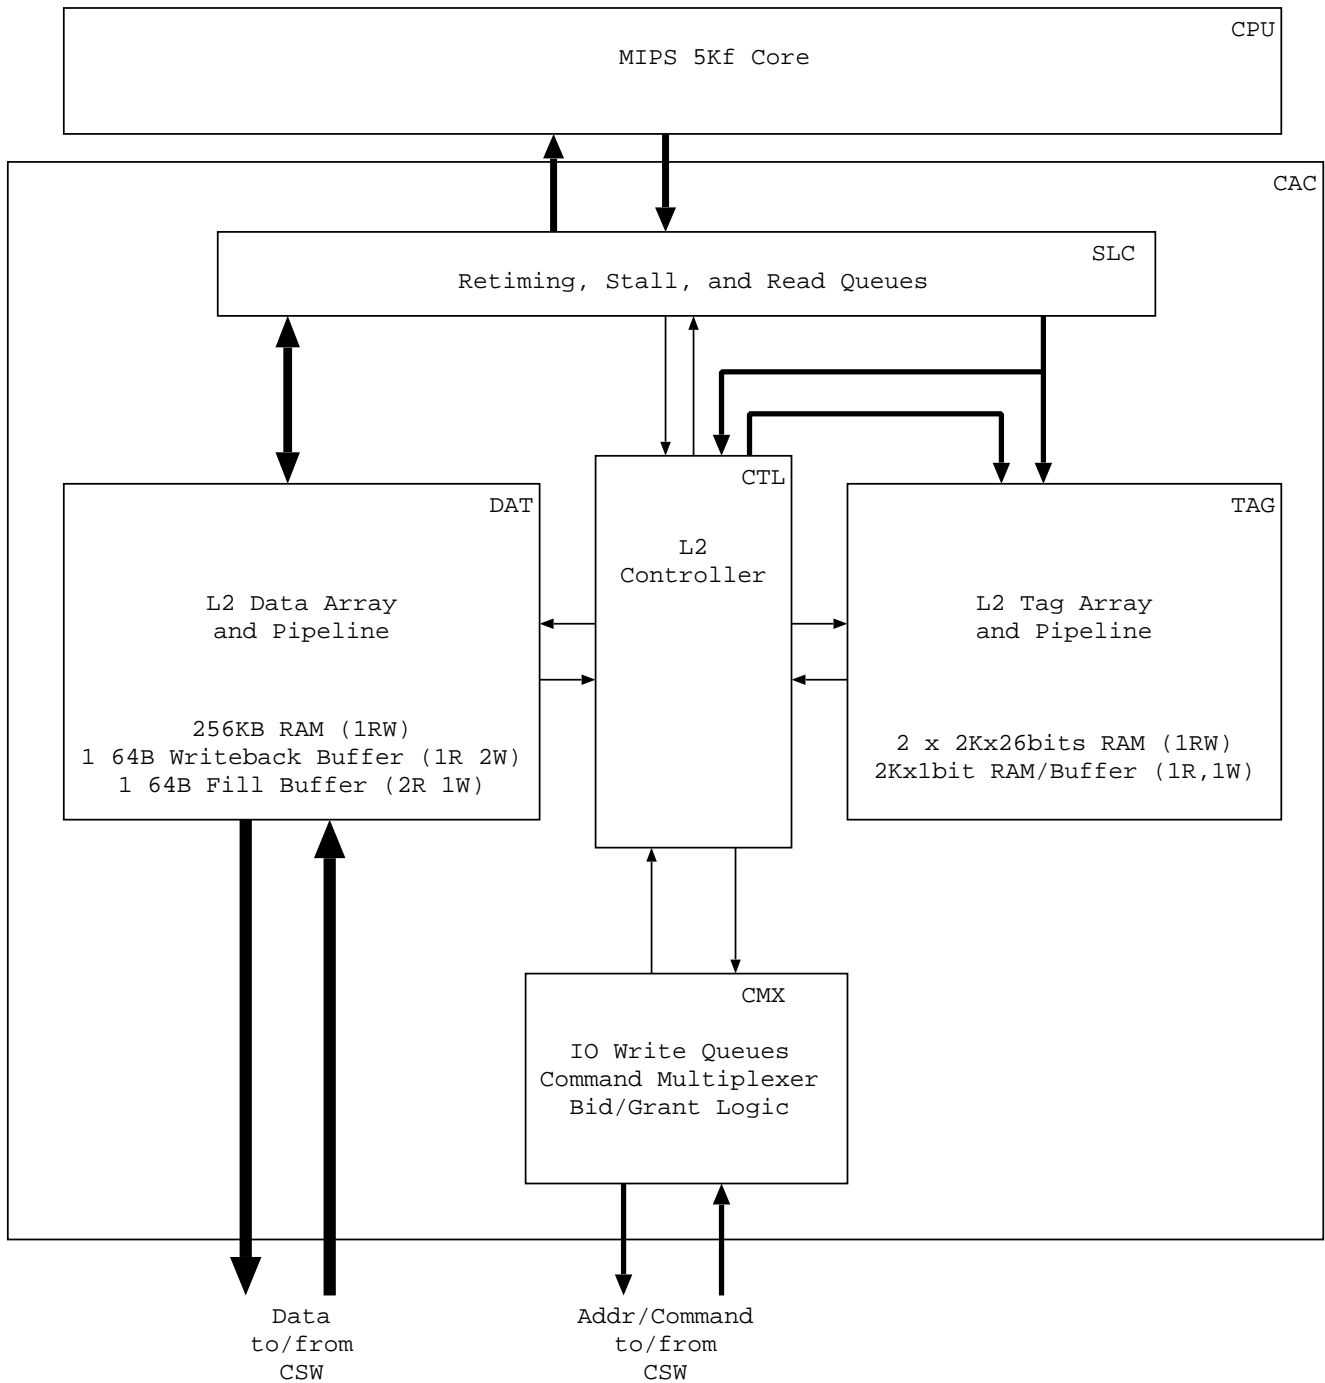 CPU
MIPS 5Kf Core
CAC
SLC
Retiming, Stall, and Read Queues
DAT
L2 Data Array
and Pipeline
256KB RAM (1RW)
1 64B Writeback Buffer (1R 2W)
1 64B Fill Buffer (2R 1W)
CTL
L2
Controller
TAG
L2 Tag Array
and Pipeline
2 x 2Kx26bits RAM (1RW)
2Kx1bit RAM/Buffer (1R,1W)
CMX
IO Write Queues
Command Multiplexer
Bid/Grant Logic
Data
to/from
CSW
Addr/Command
to/from
CSW